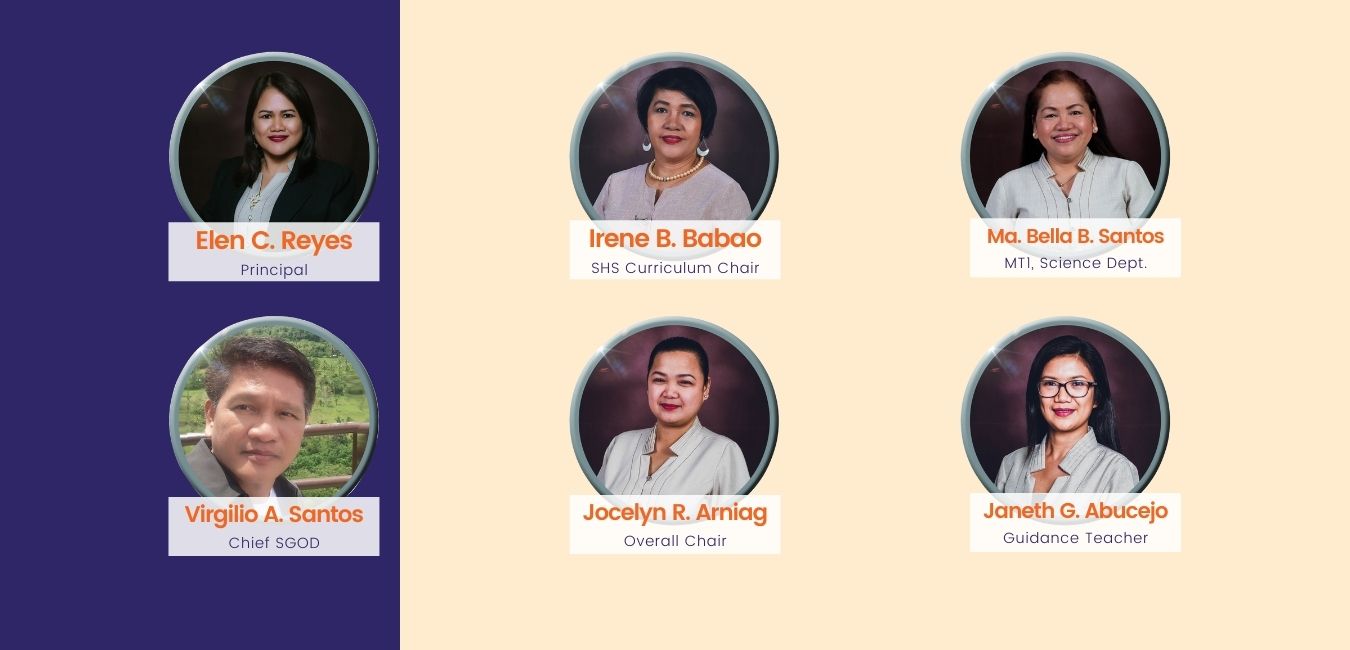 Elen C. Reyes
Principal
Irene B. Babao
SHS Curriculum Chair
Ma. Bella B. Santos
MT1, Science Dept.
Virgilio A. Santos
Chief SGOD
Jocelyn R. Arniag
Overall Chair
Janeth G. Abucejo
Guidance Teacher